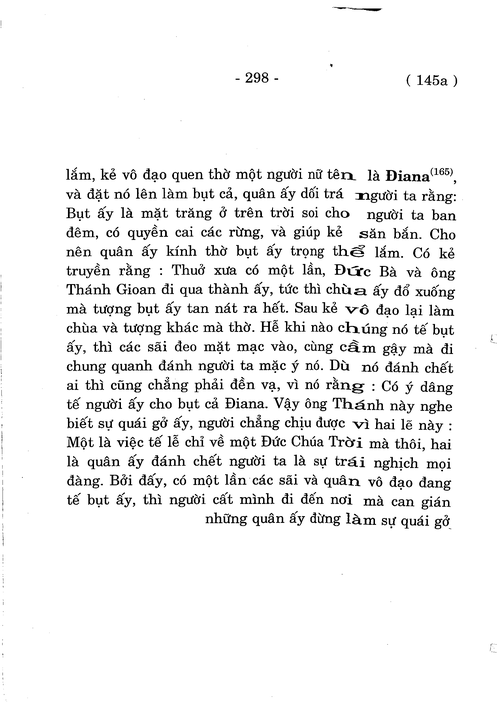 - 298 - ( 145a )
lắm, kẻ vô đạo quen thờ một người nữ tên là Điana(165),
và đặt nó lên làm bụt cả, quân ấy dối trá người ta rằng:
Bụt ấy là mặt trăng ở trên trời soi cho người ta ban
đêm, có quyền cai các rừng, và giúp kẻ săn bắn. Cho
nên quân ấy kính thờ bụt ấy trọng thể lắm. Có kẻ
truyền rằng : Thuở xưa có một lần, Đức Bà và ông
Thánh Gioan đi qua thành ấy, tức thì chùa ấy đổ xuống
mà tượng bụt ấy tan nát ra hết. Sau kẻ vô đạo lại làm
chùa và tượng khác mà thờ. Hễ khi nào chúng nó tế bụt
ấy, thì các sãi đeo mặt mạc vào, cùng cầm gậy mà đi
chung quanh đánh người ta mặc ý nó. Dù nó đánh chết
ai thì cũng chẳng phải đền vạ, vì nó rằng : Có ý dâng
tế người ấy cho bụt cả Điana. Vậy ông Thánh này nghe
biết sự quái gở ấy, người chẳng chịu được vì hai lẽ này :
Một là việc tế lễ chỉ về một Đức Chúa Trời mà thôi, hai
là quân ấy đánh chết người ta là sự trái nghịch mọi
đàng. Bởi đấy, có một lần các sãi và quân vô đạo đang
tế bụt ấy, thì người cất mình đi đến nơi mà can gián
những quân ấy đừng làm sự quái gở